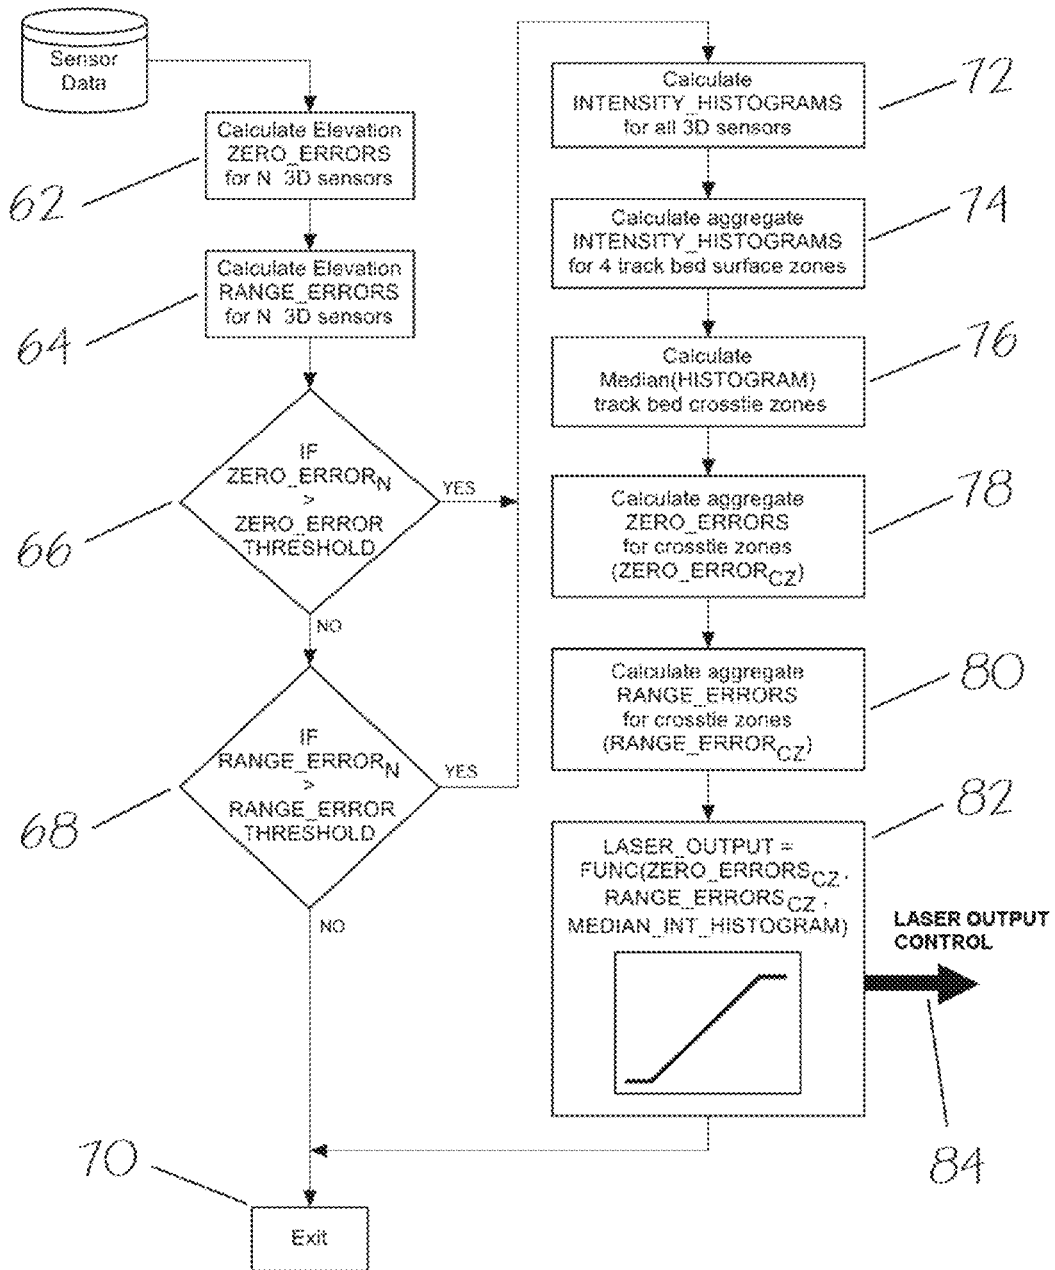 Sensor
Data
Calculate Elevation
ZERO_ERRORS
for N 3D sensors
62
Calculate Elevation
RANGE_ERRORS
for N 3D sensors
64
IF
ZERO_ERRORN
>
ZERO_ERROR
THRESHOLD
66
YES
NO
IF
RANGE_ERRORN
>
RANGE_ERROR
THRESHOLD
68
YES
NO
70
Exit
Calculate
INTENSITY_HISTOGRAMS
for all 3D sensors
72
Calculate aggregate
INTENSITY_HISTOGRAMS
for 4 track bed surface zones
74
Calculate
Median(HISTOGRAM)
track bed crosstie zones
76
Calculate aggregate
ZERO_ERRORS
for crosstie zones
(ZERO_ERRORCZ)
78
Calculate aggregate
RANGE_ERRORS
for crosstie zones
(RANGE_ERRORCZ)
80
LASER_OUTPUT =
FUNC(ZERO_ERRORSCZ,
RANGE_ERRORSCZ,
MEDIAN_INT_HISTOGRAM)
82
LASER OUTPUT
CONTROL
84